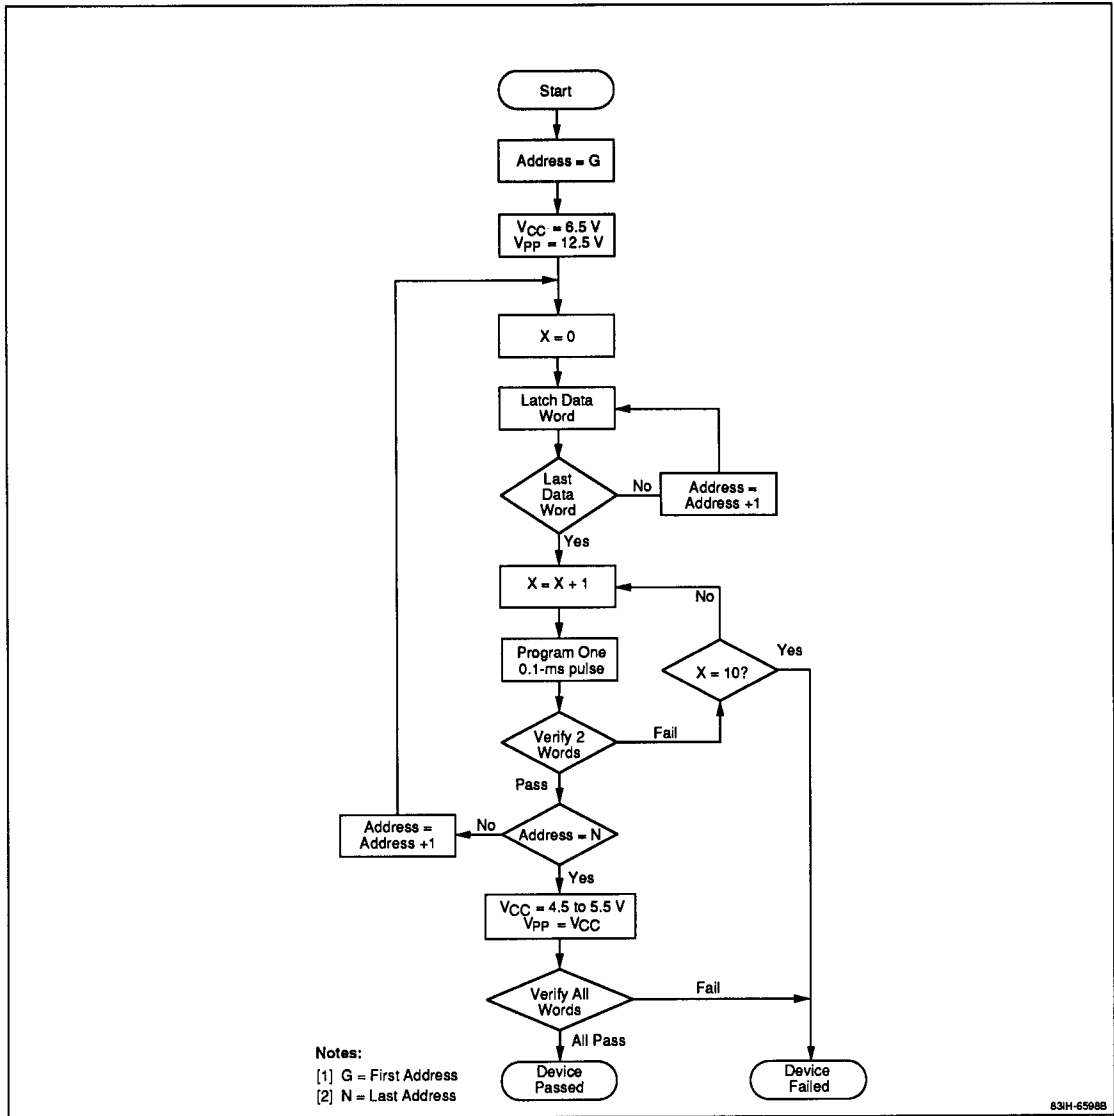 Start
Address = G
VCC = 6.5 V
VPP = 12.5 V
X = 0
Latch Data
Word
Last
Data
Word
No
Address =
Address +1
Yes
X = X + 1
No
Program One
0.1-ms pulse
X = 10?
Yes
Verify 2
Words
Fail
Pass
Address =
Address +1
No
Address = N
Yes
VCC = 4.5 to 5.5 V
VPP = VCC
Verify All
Words
Fail
All Pass
Device
Passed
Device
Failed
Notes:
[1] G = First Address
[2] N = Last Address
83IH-6598B